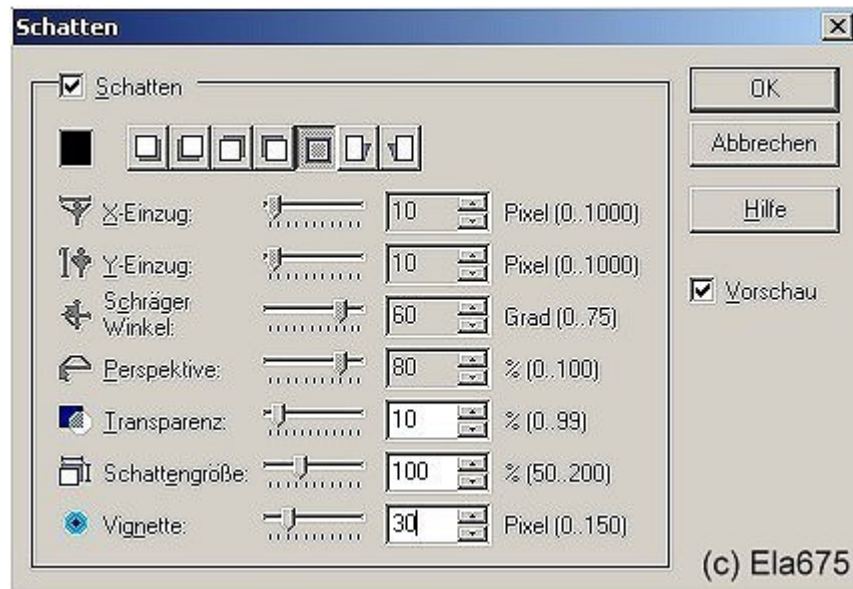 Schatten
Schatten
OK
Abbrechen
X-Einzug: 10 Pixel (0..1000)
Hilfe
Y-Einzug: 10 Pixel (0..1000)
Vorschau
Schräger Winkel: 60 Grad (0..75)
Perspektive: 80 % (0..100)
Transparenz: 10 % (0..99)
Schattengröße: 100 % (50..200)
Vignette: 30 Pixel (0..150)
(c) Ela675